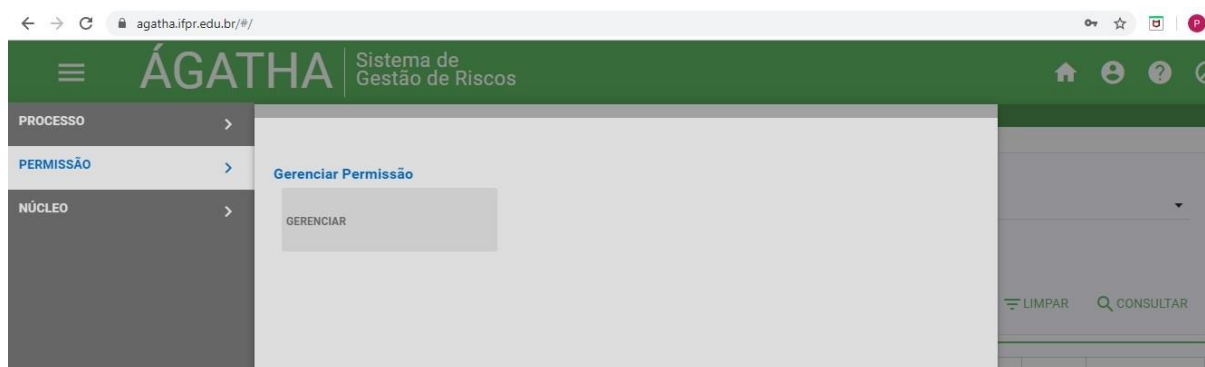 agatha.ifpr.edu.br/#/
P
ÁGATHA
Sistema de
Gestão de Riscos
PROCESSO
PERMISSÃO
Gerenciar Permissão
NÚCLEO
GERENCIAR
LIMPAR
CONSULTAR